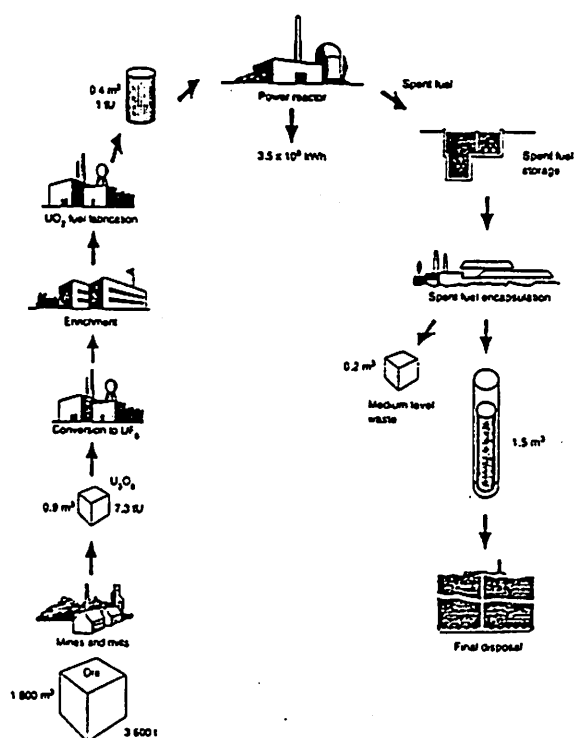 0.4 m³
1 tU
Power reactor
Spent fuel
3.5 x 10⁸ kWh
Spent fuel
storage
UO₂ fuel fabrication
Spent fuel encapsulation
Enrichment
0.2 m³
Medium level
waste
1.5 m³
Conversion to UF₆
U₃O₈
0.9 m³
7.3 tU
Mines and mills
Final disposal
Ore
1 800 m³
3 600 t